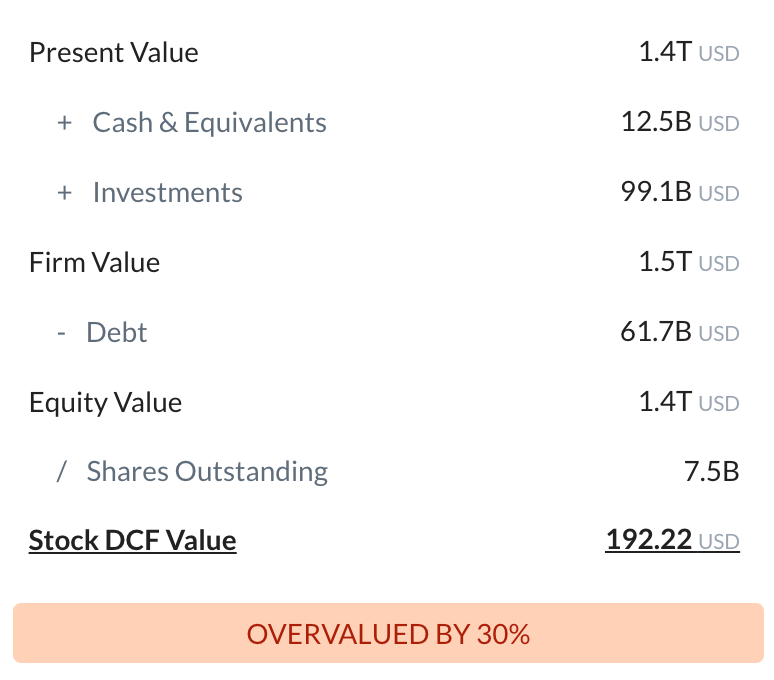 Present Value 1.4T USD
+ Cash & Equivalents 12.5B USD
+ Investments 99.1B USD
Firm Value 1.5T USD
- Debt 61.7B USD
Equity Value 1.4T USD
/ Shares Outstanding 7.5B
Stock DCF Value 192.22 USD
OVERVALUED BY 30%